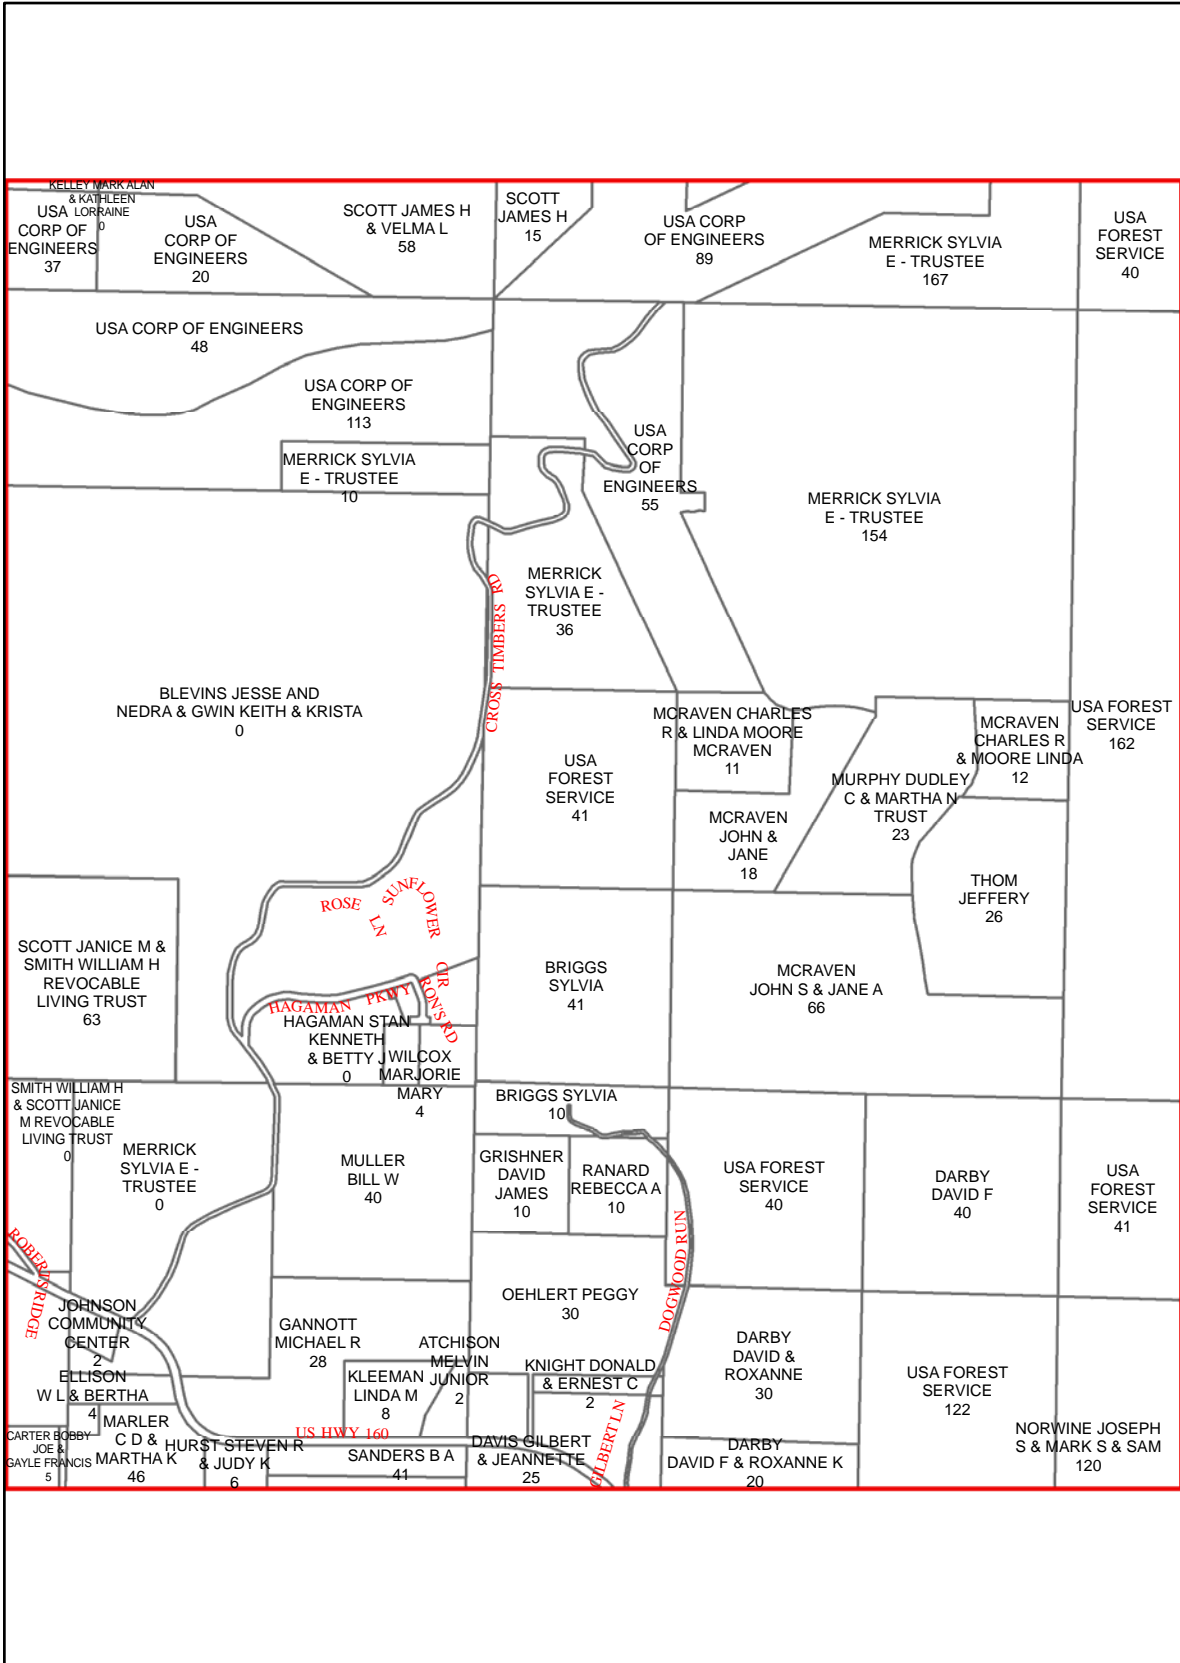 KELLEY MARK ALAN
& KATHLEEN
LORRAINE
0
USA
CORP OF
ENGINEERS
37
USA
CORP OF
ENGINEERS
20
SCOTT JAMES H
& VELMA L
58
SCOTT
JAMES H
15
USA CORP
OF ENGINEERS
89
MERRICK SYLVIA
E - TRUSTEE
167
USA
FOREST
SERVICE
40
USA CORP OF ENGINEERS
48
USA CORP OF
ENGINEERS
113
MERRICK SYLVIA
E - TRUSTEE
10
USA
CORP
OF
ENGINEERS
55
MERRICK SYLVIA
E - TRUSTEE
154
MERRICK
SYLVIA E -
TRUSTEE
36
CROSS TIMBERS RD
BLEVINS JESSE AND
NEDRA & GWIN KEITH & KRISTA
0
USA
FOREST
SERVICE
41
MCRAVEN CHARLES
R & LINDA MOORE
MCRAVEN
11
MCRAVEN
JOHN &
JANE
18
MURPHY DUDLEY
C & MARTHA N
TRUST
23
MCRAVEN
CHARLES R
& MOORE LINDA
12
USA FOREST
SERVICE
162
THOM
JEFFERY
26
ROSE LN
SUNFLOWER CIR
SCOTT JANICE M &
SMITH WILLIAM H
REVOCABLE
LIVING TRUST
63
HAGAMAN PKWY
RON'S RD
HAGAMAN STAN
KENNETH
& BETTY J
0
WILCOX
MARJORIE
MARY
4
BRIGGS
SYLVIA
41
MCRAVEN
JOHN S & JANE A
66
SMITH WILLIAM H
& SCOTT JANICE
M REVOCABLE
LIVING TRUST
0
MERRICK
SYLVIA E -
TRUSTEE
0
MULLER
BILL W
40
BRIGGS SYLVIA
10
GRISHNER
DAVID
JAMES
10
RANARD
REBECCA A
10
USA FOREST
SERVICE
40
DARBY
DAVID F
40
USA
FOREST
SERVICE
41
ROBERTS RIDGE
DOGWOOD RUN
OEHLERT PEGGY
30
JOHNSON
COMMUNITY
CENTER
2
GANNOTT
MICHAEL R
28
KLEEMAN
LINDA M
8
ATCHISON
MELVIN
JUNIOR
2
KNIGHT DONALD
& ERNEST C
2
DARBY
DAVID &
ROXANNE
30
USA FOREST
SERVICE
122
ELLISON
W L & BERTHA
4
CARTER BOBBY
JOE &
GAYLE FRANCIS
5
MARLER
C D &
MARTHA K
46
HURST STEVEN R
& JUDY K
6
US HWY 160
SANDERS B A
41
DAVIS GILBERT
& JEANNETTE
25
GILBERT LN
DARBY
DAVID F & ROXANNE K
20
NORWINE JOSEPH
S & MARK S & SAM
120